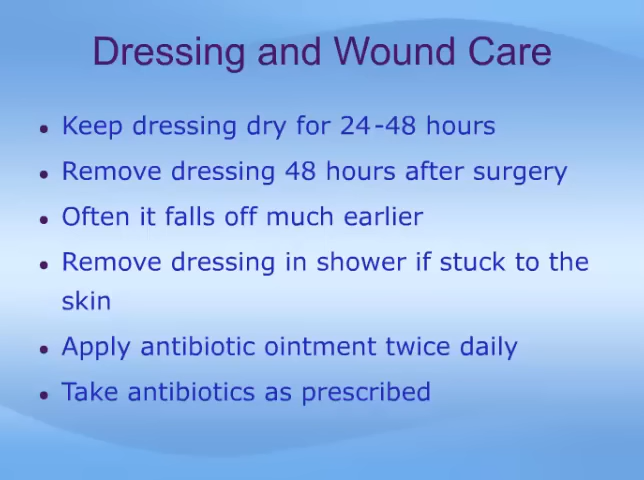 Dressing and Wound Care
• Keep dressing dry for 24-48 hours
• Remove dressing 48 hours after surgery
• Often it falls off much earlier
• Remove dressing in shower if stuck to the
skin
• Apply antibiotic ointment twice daily
• Take antibiotics as prescribed